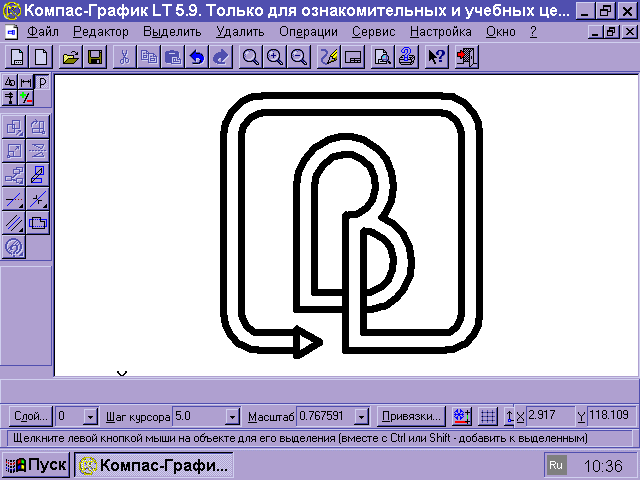 Компас-График LT 5.9. Только для ознакомительных и учебных це...
Файл Редактор Выделить Удалить Операции Сервис Настройка Окно ?
P
В
Слой... 0 Шаг курсора 5.0 Масштаб 0.767591 Привязки... X 2.917 Y 118.109
Щелкните левой кнопкой мыши на объекте для его выделения (вместе с Ctrl или Shift - добавить к выделенным)
Пуск Компас-Графи... Ru 10:36